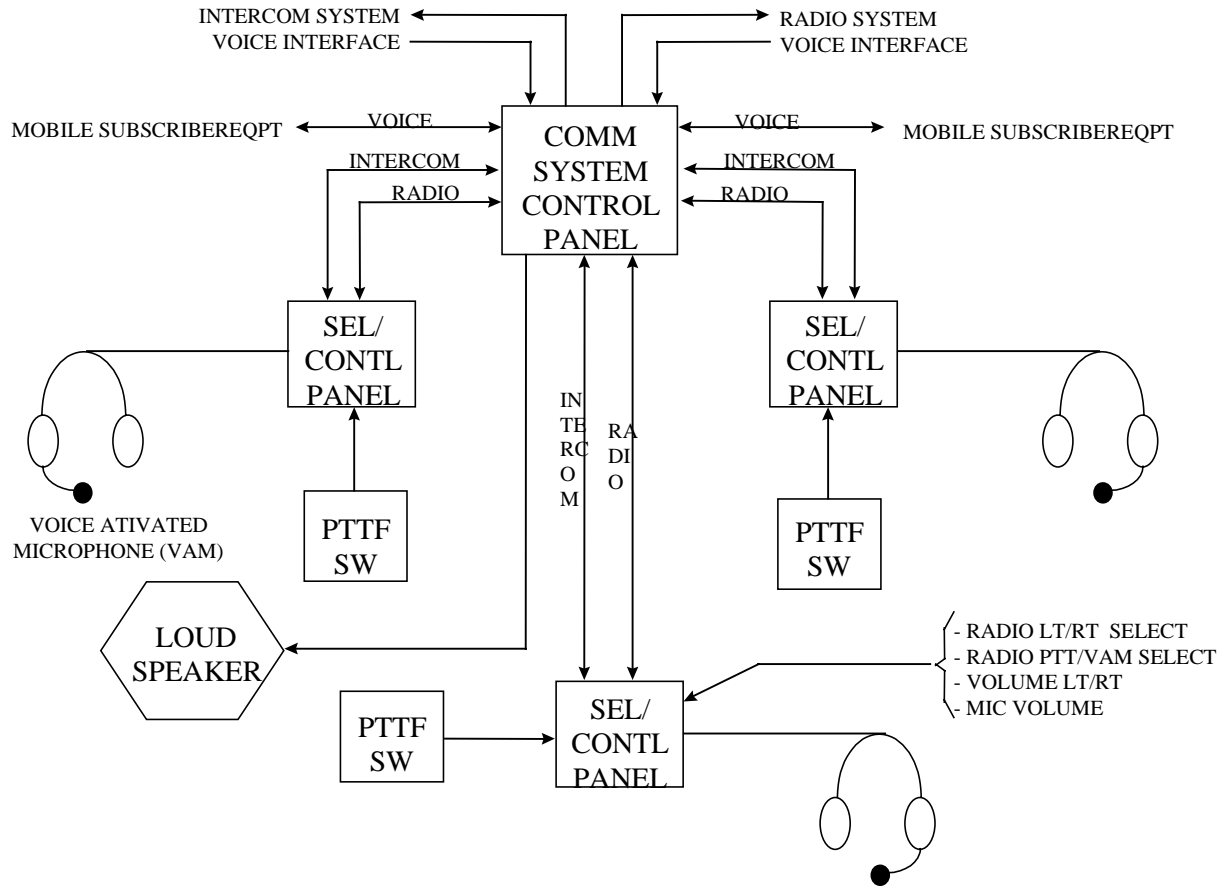 INTERCOM SYSTEM
VOICE INTERFACE
RADIO SYSTEM
VOICE INTERFACE
MOBILE SUBSCRIBEREQPT
VOICE
INTERCOM
RADIO
COMM
SYSTEM
CONTROL
PANEL
VOICE
INTERCOM
RADIO
MOBILE SUBSCRIBEREQPT
SEL/
CONTL
PANEL
SEL/
CONTL
PANEL
IN
TERC
O
M
RA
DI
O
PTTF
SW
PTTF
SW
VOICE ATIVATED
MICROPHONE (VAM)
LOUD
SPEAKER
PTTF
SW
SEL/
CONTL
PANEL
- RADIO LT/RT SELECT
- RADIO PTT/VAM SELECT
- VOLUME LT/RT
- MIC VOLUME